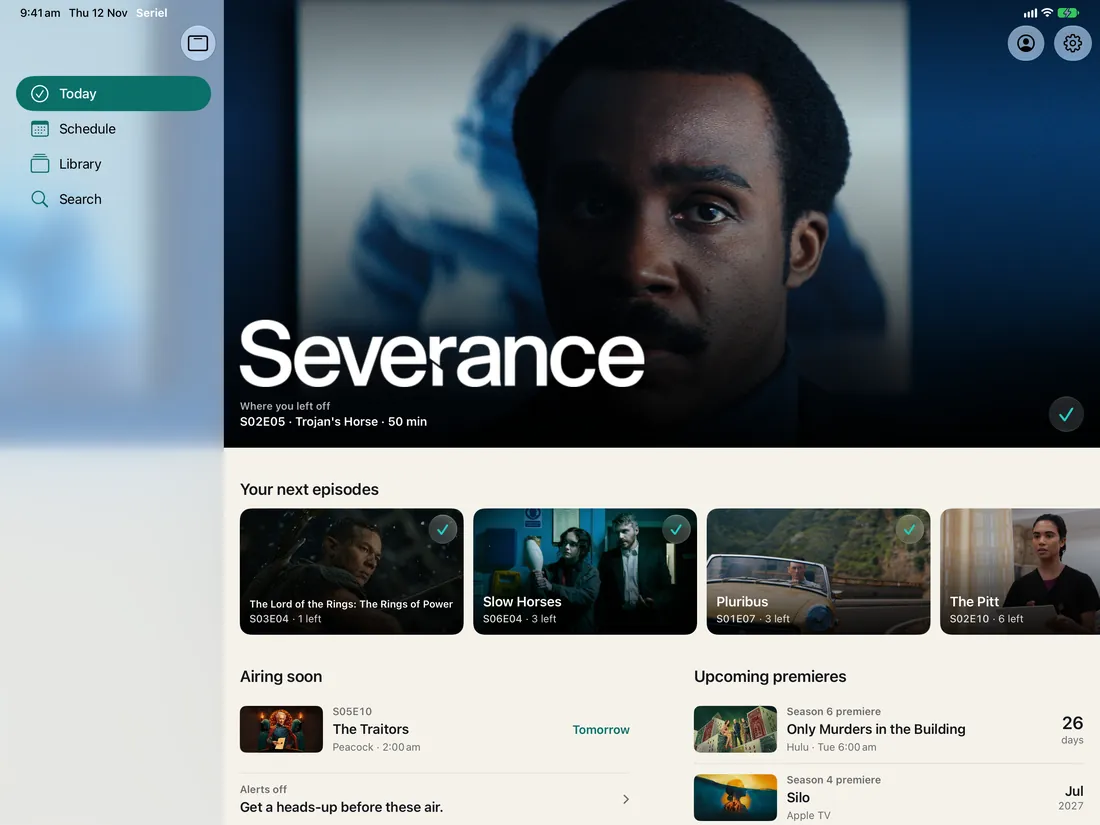 9:41 am Thu 12 Nov Seriel
Today
Schedule
Library
Search
Severance
Where you left off
S02E05 · Trojan's Horse · 50 min
Your next episodes
The Lord of the Rings: The Rings of Power
S03E04 · 1 left
Slow Horses
S06E04 · 3 left
Pluribus
S01E07 · 3 left
The Pitt
S02E10 · 6 left
Airing soon
S05E10
The Traitors
Peacock · 2:00 am
Tomorrow
Alerts off
Get a heads-up before these air.
Upcoming premieres
Season 6 premiere
Only Murders in the Building
Hulu · Tue 6:00 am
26
days
Season 4 premiere
Silo
Apple TV
Jul
2027